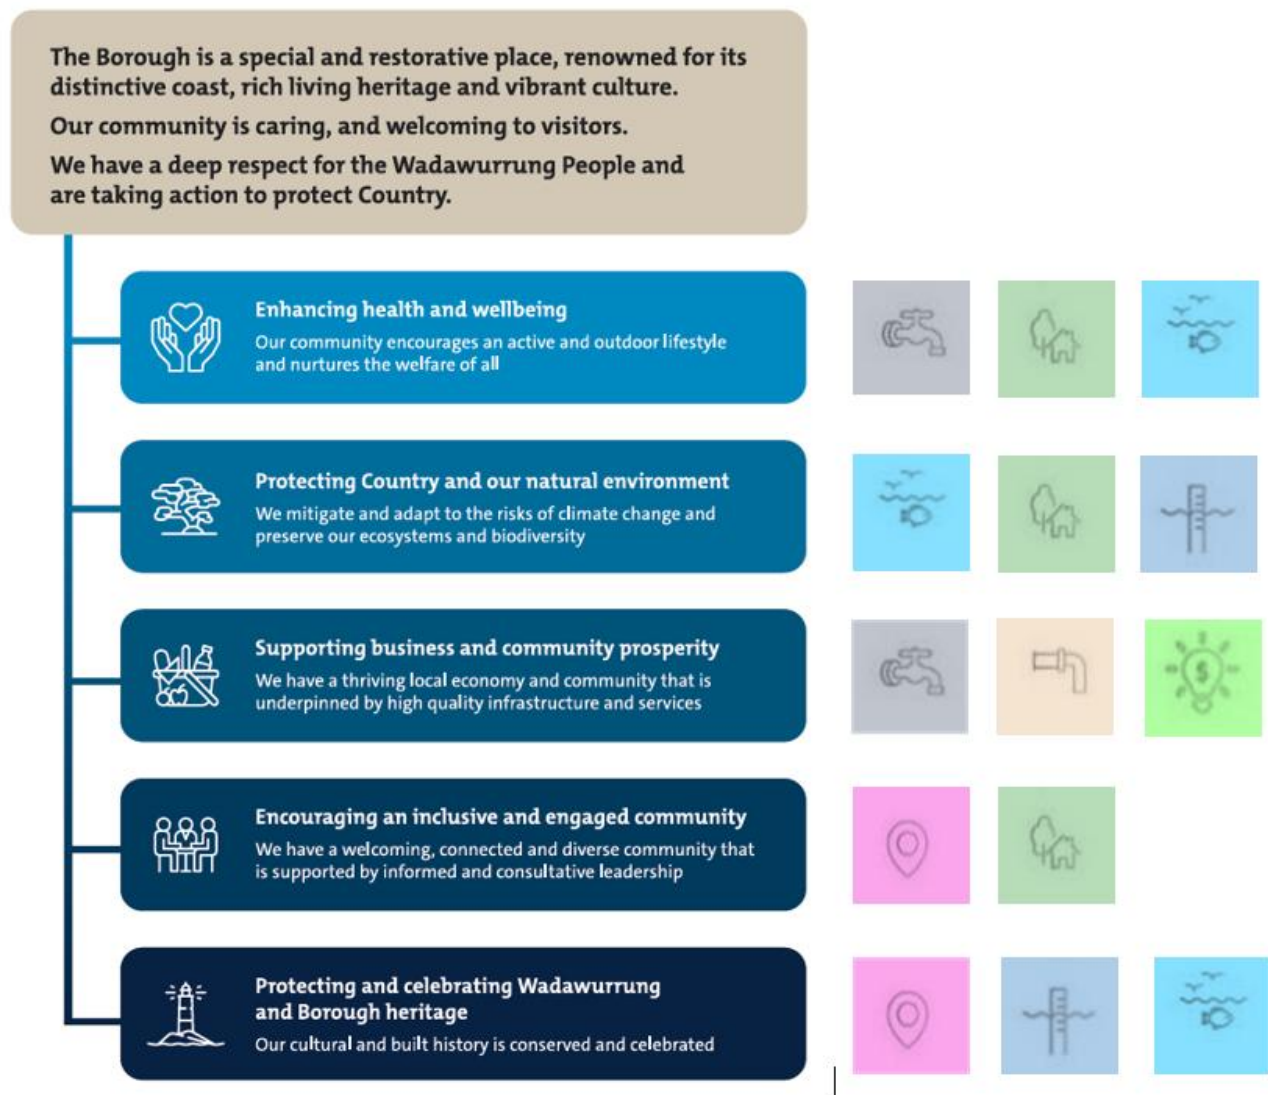 The Borough is a special and restorative place, renowned for its
distinctive coast, rich living heritage and vibrant culture.
Our community is caring, and welcoming to visitors.
We have a deep respect for the Wadawurrung People and
are taking action to protect Country.
Enhancing health and wellbeing
Our community encourages an active and outdoor lifestyle
and nurtures the welfare of all
Protecting Country and our natural environment
We mitigate and adapt to the risks of climate change and
preserve our ecosystems and biodiversity
Supporting business and community prosperity
We have a thriving local economy and community that is
underpinned by high quality infrastructure and services
$
Encouraging an inclusive and engaged community
We have a welcoming, connected and diverse community that
is supported by informed and consultative leadership
Protecting and celebrating Wadawurrung
and Borough heritage
Our cultural and built history is conserved and celebrated